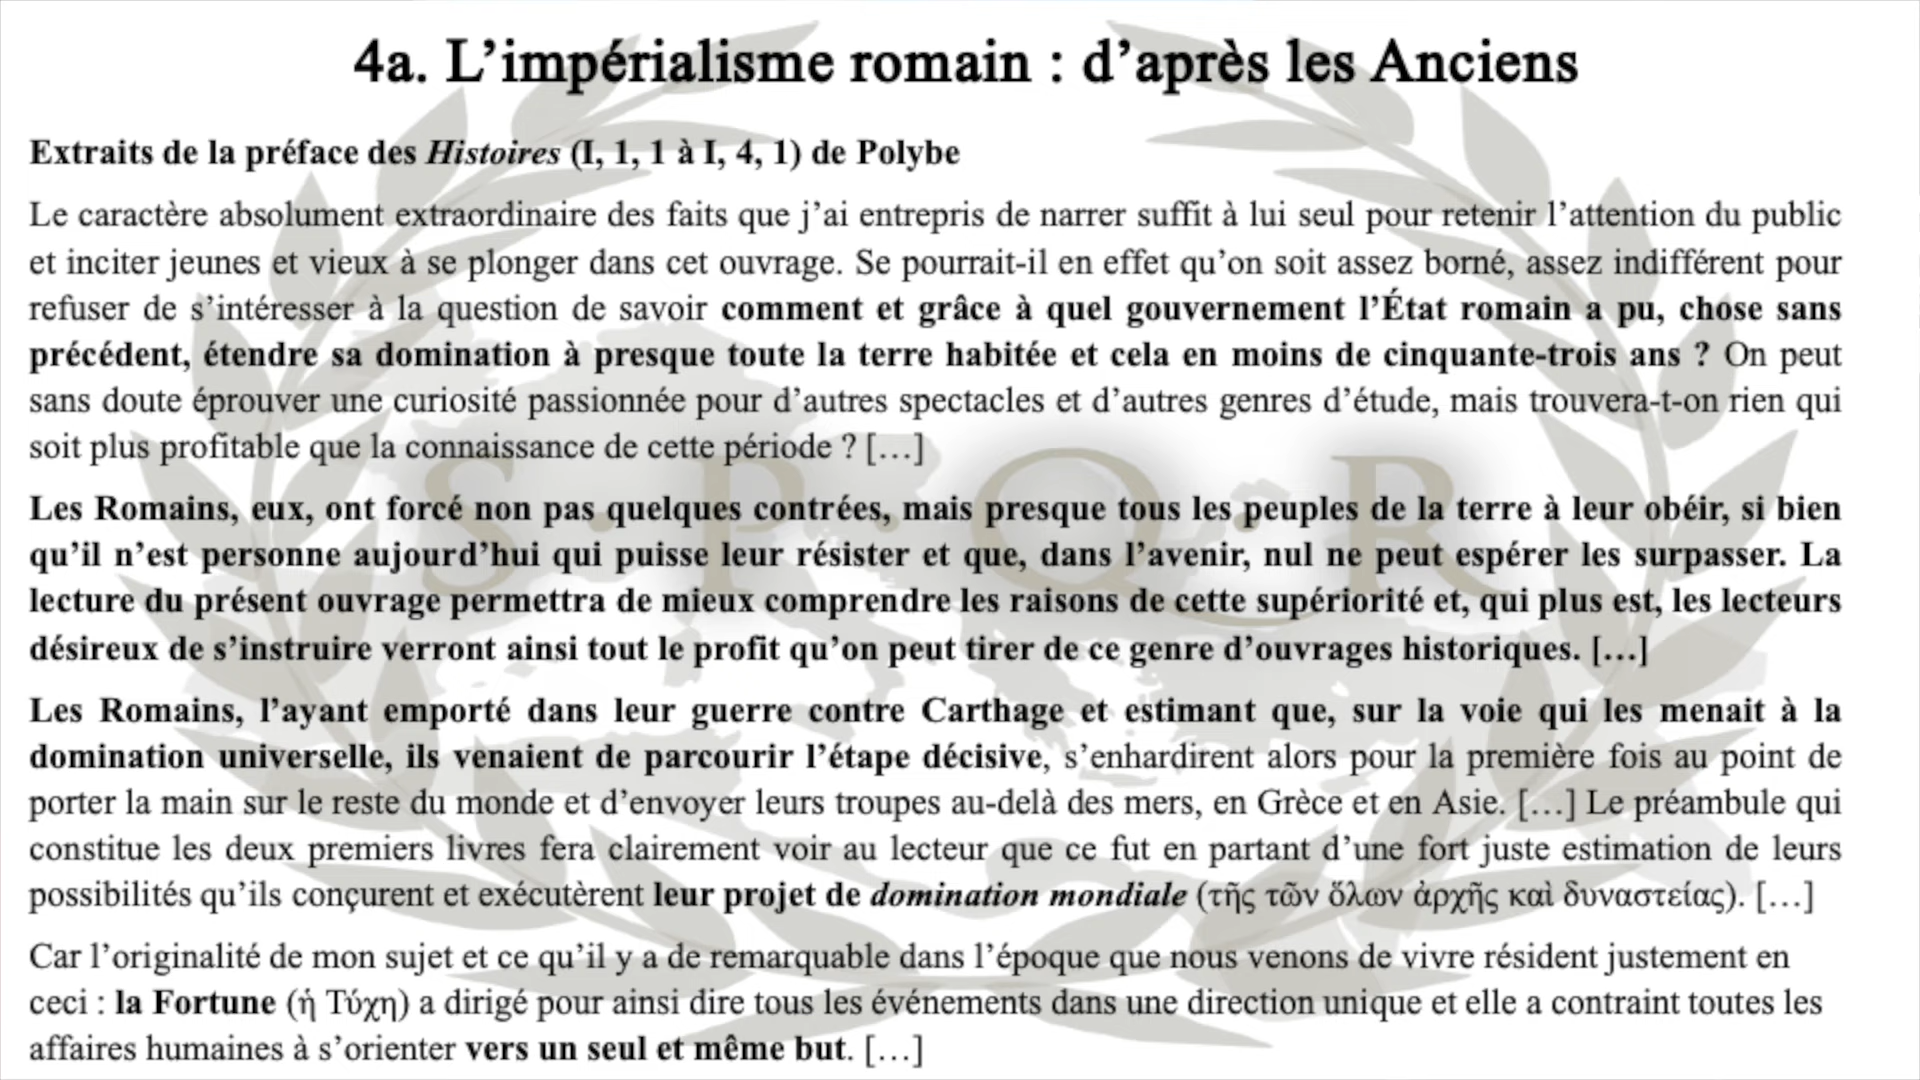 4a. L’impérialisme romain : d’après les Anciens
Extraits de la préface des Histoires (I, 1, 1 à I, 4, 1) de Polybe
Le caractère absolument extraordinaire des faits que j’ai entrepris de narrer suffit à lui seul pour retenir l’attention du public
et inciter jeunes et vieux à se plonger dans cet ouvrage. Se pourrait-il en effet qu’on soit assez borné, assez indifférent pour
refuser de s’intéresser à la question de savoir comment et grâce à quel gouvernement l’État romain a pu, chose sans
précédent, étendre sa domination à presque toute la terre habitée et cela en moins de cinquante-trois ans ? On peut
sans doute éprouver une curiosité passionnée pour d’autres spectacles et d’autres genres d’étude, mais trouvera-t-on rien qui
soit plus profitable que la connaissance de cette période ? […]
S·P·Q·R
Les Romains, eux, ont forcé non pas quelques contrées, mais presque tous les peuples de la terre à leur obéir, si bien
qu’il n’est personne aujourd’hui qui puisse leur résister et que, dans l’avenir, nul ne peut espérer les surpasser. La
lecture du présent ouvrage permettra de mieux comprendre les raisons de cette supériorité et, qui plus est, les lecteurs
désireux de s’instruire verront ainsi tout le profit qu’on peut tirer de ce genre d’ouvrages historiques. […]
Les Romains, l’ayant emporté dans leur guerre contre Carthage et estimant que, sur la voie qui les menait à la
domination universelle, ils venaient de parcourir l’étape décisive, s’enhardirent alors pour la première fois au point de
porter la main sur le reste du monde et d’envoyer leurs troupes au-delà des mers, en Grèce et en Asie. […] Le préambule qui
constitue les deux premiers livres fera clairement voir au lecteur que ce fut en partant d’une fort juste estimation de leurs
possibilités qu’ils conçurent et exécutèrent leur projet de domination mondiale (τῆς τῶν ὅλων ἀρχῆς καὶ δυναστείας). […]
Car l’originalité de mon sujet et ce qu’il y a de remarquable dans l’époque que nous venons de vivre résident justement en
ceci : la Fortune (ἡ Τύχη) a dirigé pour ainsi dire tous les événements dans une direction unique et elle a contraint toutes les
affaires humaines à s’orienter vers un seul et même but. […]